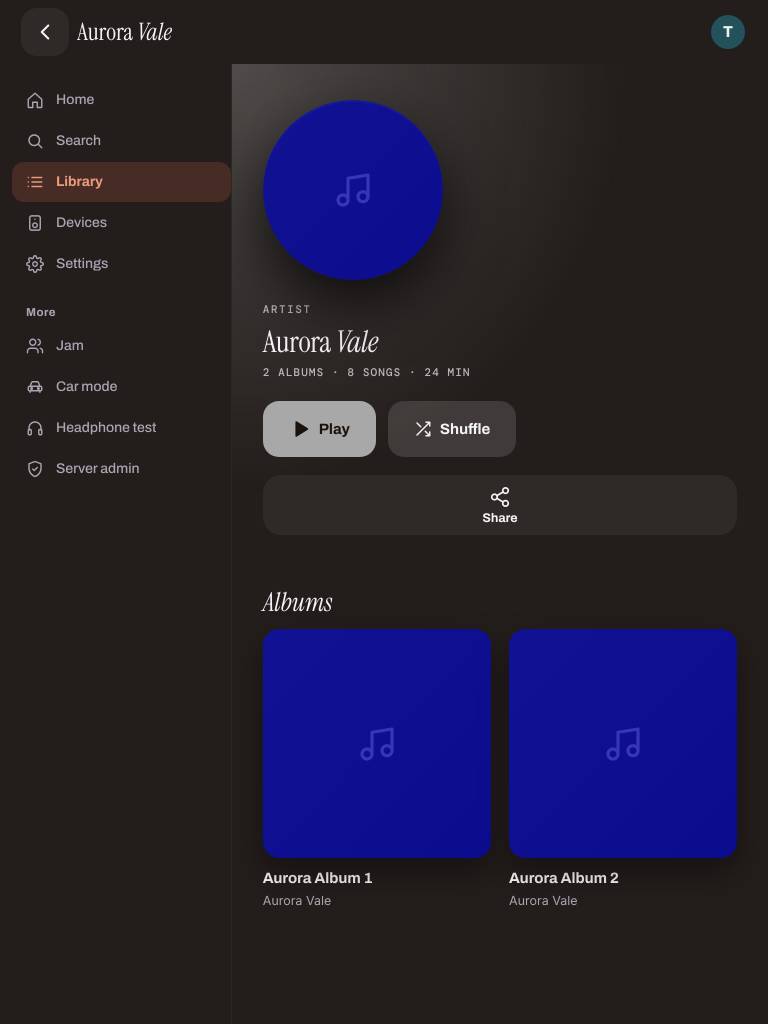 Aurora Vale
T
Home
Search
Library
Devices
Settings
More
Jam
Car mode
Headphone test
Server admin
ARTIST
Aurora Vale
2 ALBUMS · 8 SONGS · 24 MIN
Play
Shuffle
Share
Albums
Aurora Album 1
Aurora Vale
Aurora Album 2
Aurora Vale